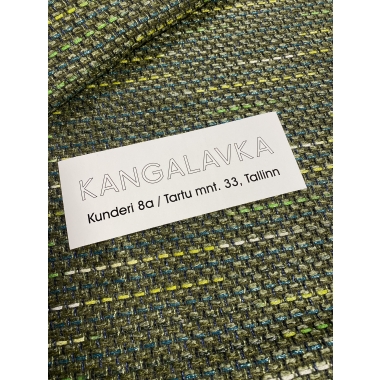 KANGALAVKA
Kunderi 8a / Tartu mnt. 33, Tallinn